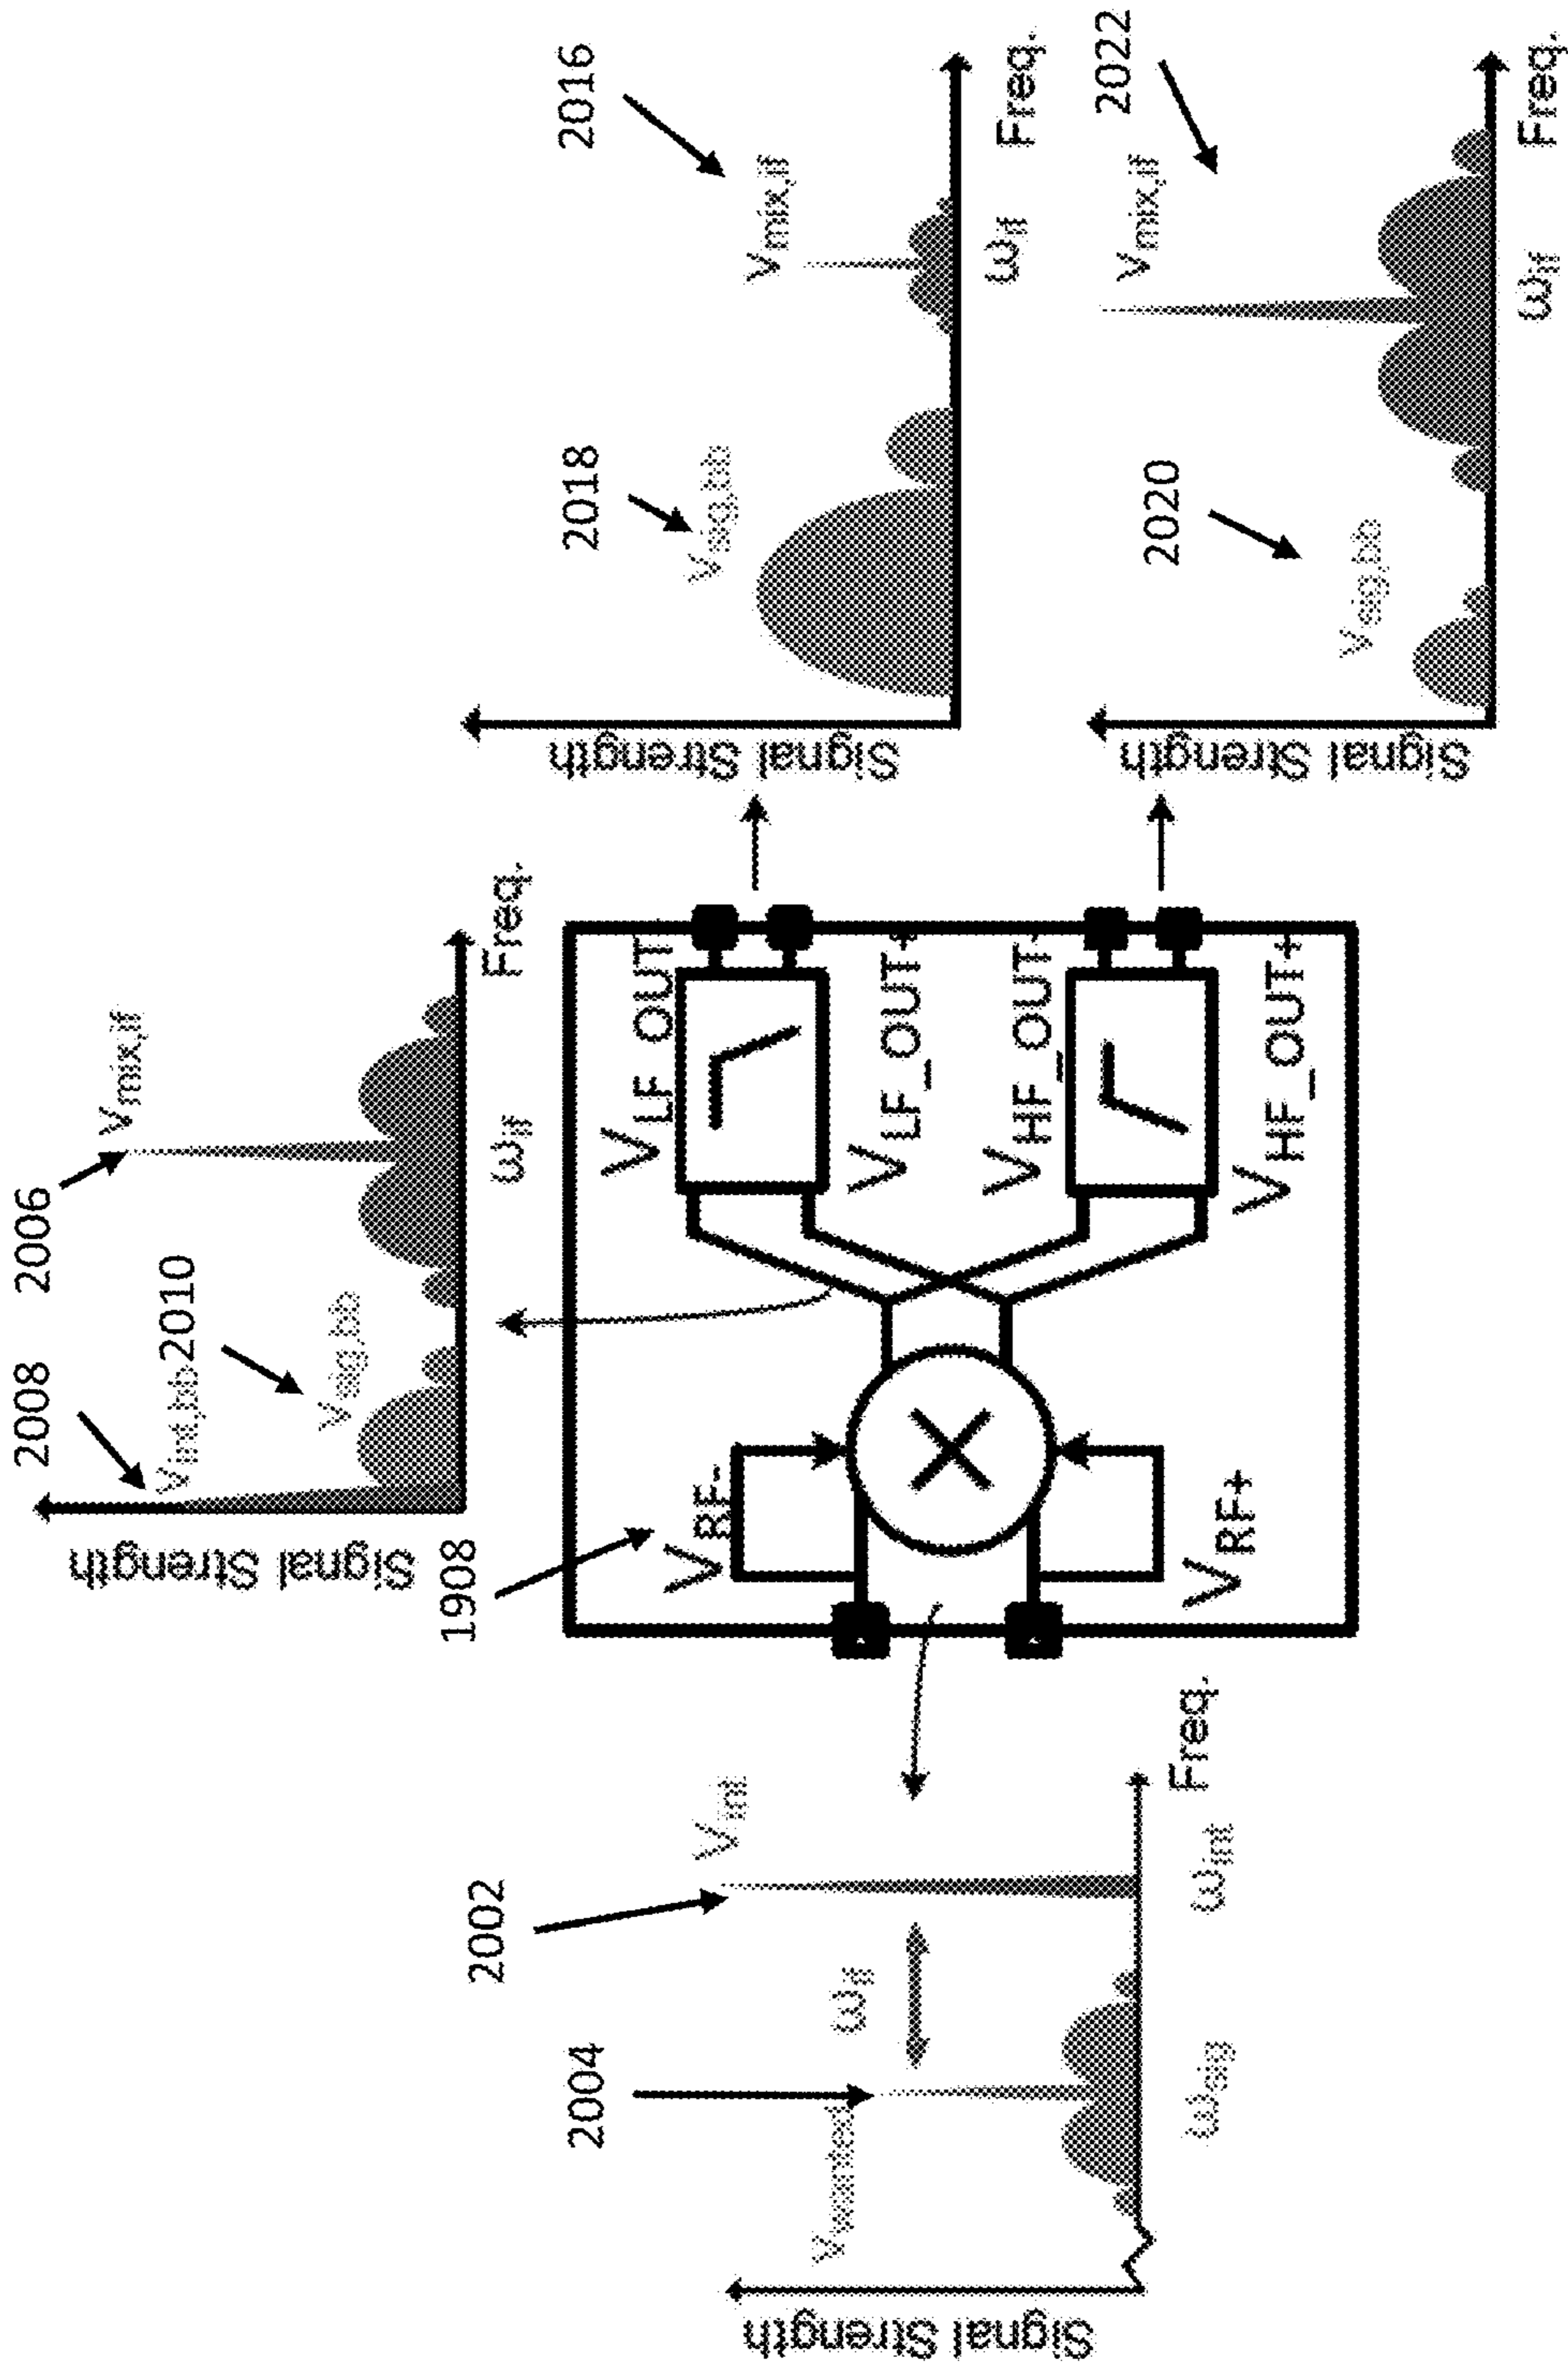 2008
2006
V_int,bb
2010
V_sig,bb
V_mix,if
Signal Strength
ω_if
Freq.
2002
2004
V_wanted
ω_if
V_int
Signal Strength
ω_sig
ω_int
Freq.
1908
V_RF-
V_RF+
V_LF_OUT-
V_LF_OUT+
V_HF_OUT-
V_HF_OUT+
2018
2016
V_sig,bb
V_mix,if
Signal Strength
ω_if
Freq.
2020
2022
V_sig,bb
V_mix,if
Signal Strength
ω_if
Freq.